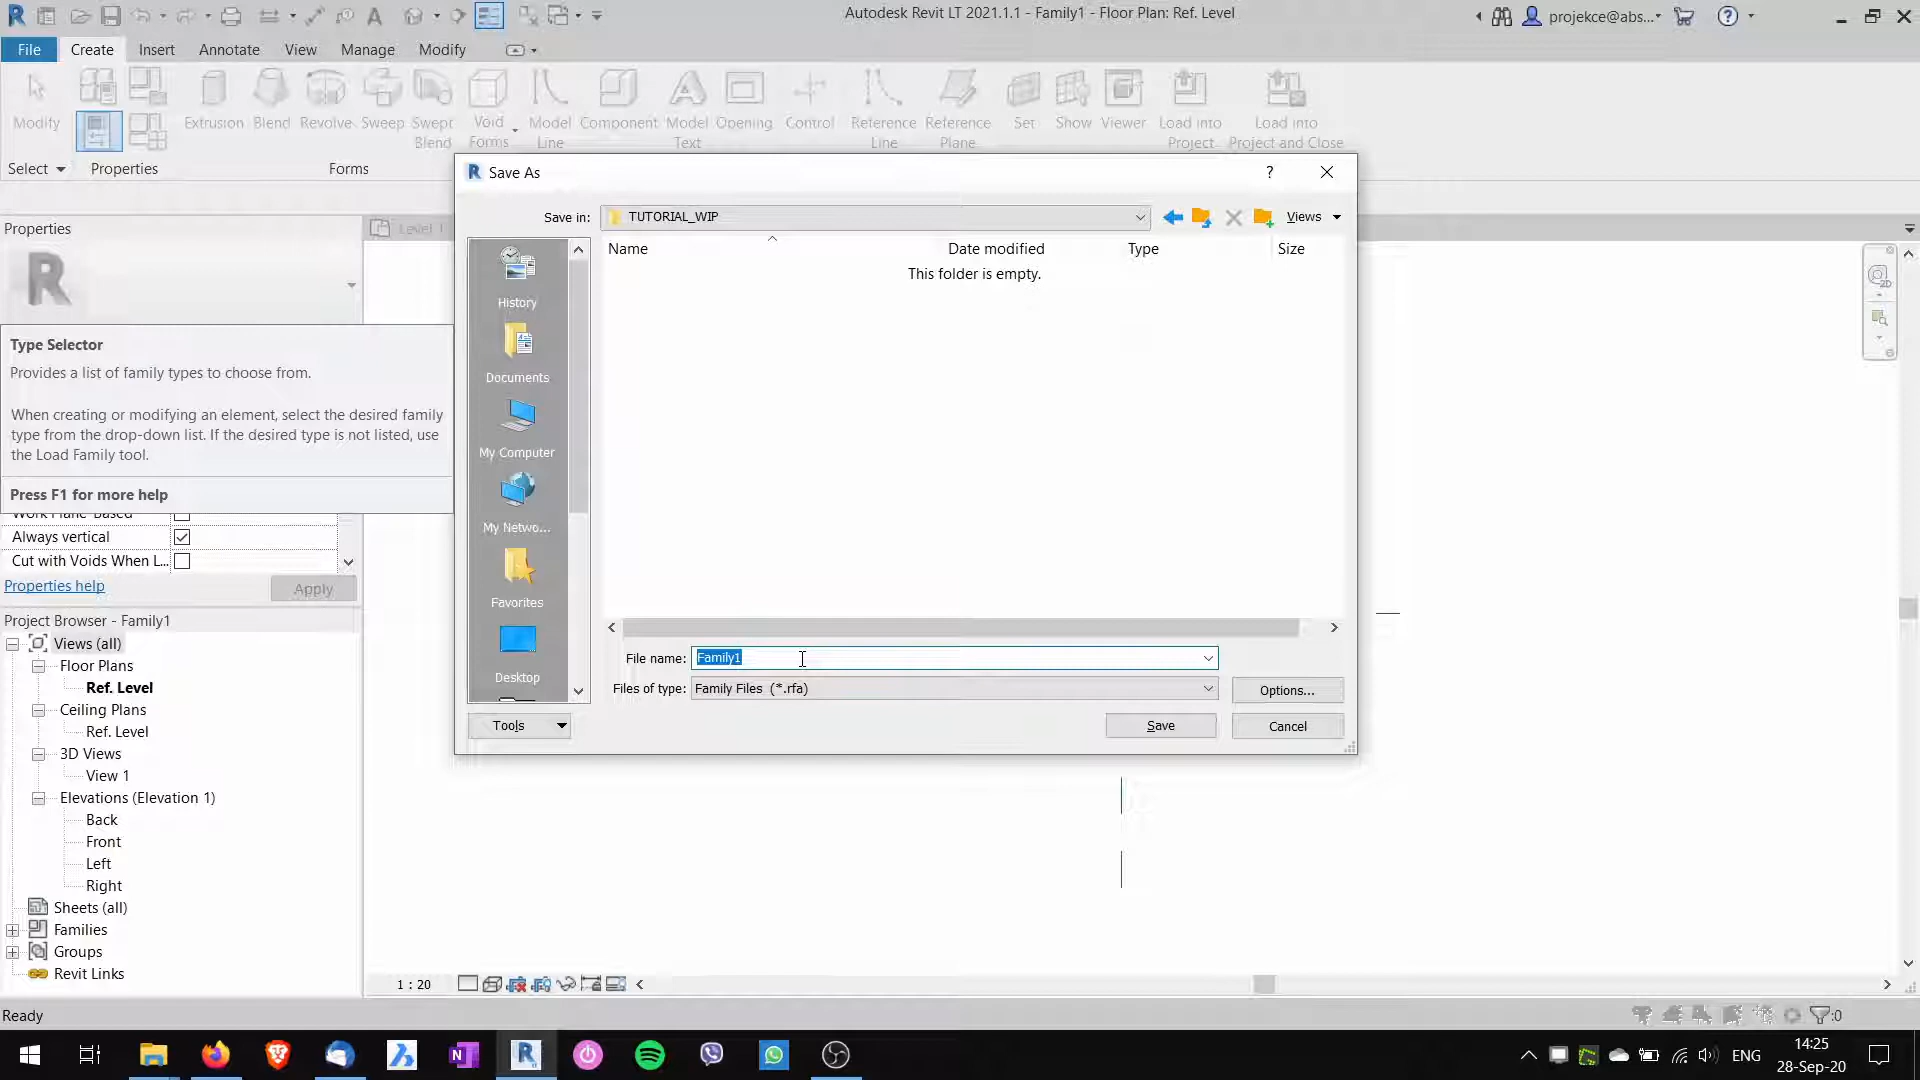 Autodesk Revit LT 2021.1.1 - Family1 - Floor Plan: Ref. Level
projekce@abs...
File
Create
Insert
Annotate
View
Manage
Modify
Modify
Extrusion
Blend
Revolve
Sweep
Swept
Blend
Void
Forms
Model
Line
Component
Model
Text
Opening
Control
Reference
Line
Reference
Plane
Set
Show
Viewer
Load into
Project
Load into
Project and Close
Select
Properties
Forms
Properties
Level 1
Type Selector
Provides a list of family types to choose from.
When creating or modifying an element, select the desired family
type from the drop-down list. If the desired type is not listed, use
the Load Family tool.
Press F1 for more help
Work Plane-Based
Always vertical
Cut with Voids When L...
Properties help
Apply
Project Browser - Family1
Views (all)
Floor Plans
Ref. Level
Ceiling Plans
Ref. Level
3D Views
View 1
Elevations (Elevation 1)
Back
Front
Left
Right
Sheets (all)
Families
Groups
Revit Links
Save As
Save in:
TUTORIAL_WIP
Views
History
Documents
My Computer
My Netwo...
Favorites
Desktop
Name
Date modified
Type
Size
This folder is empty.
File name:
Family1
Files of type:
Family Files (*.rfa)
Options...
Tools
Save
Cancel
1 : 20
2D
Ready
:0
ENG
14:25
28-Sep-20